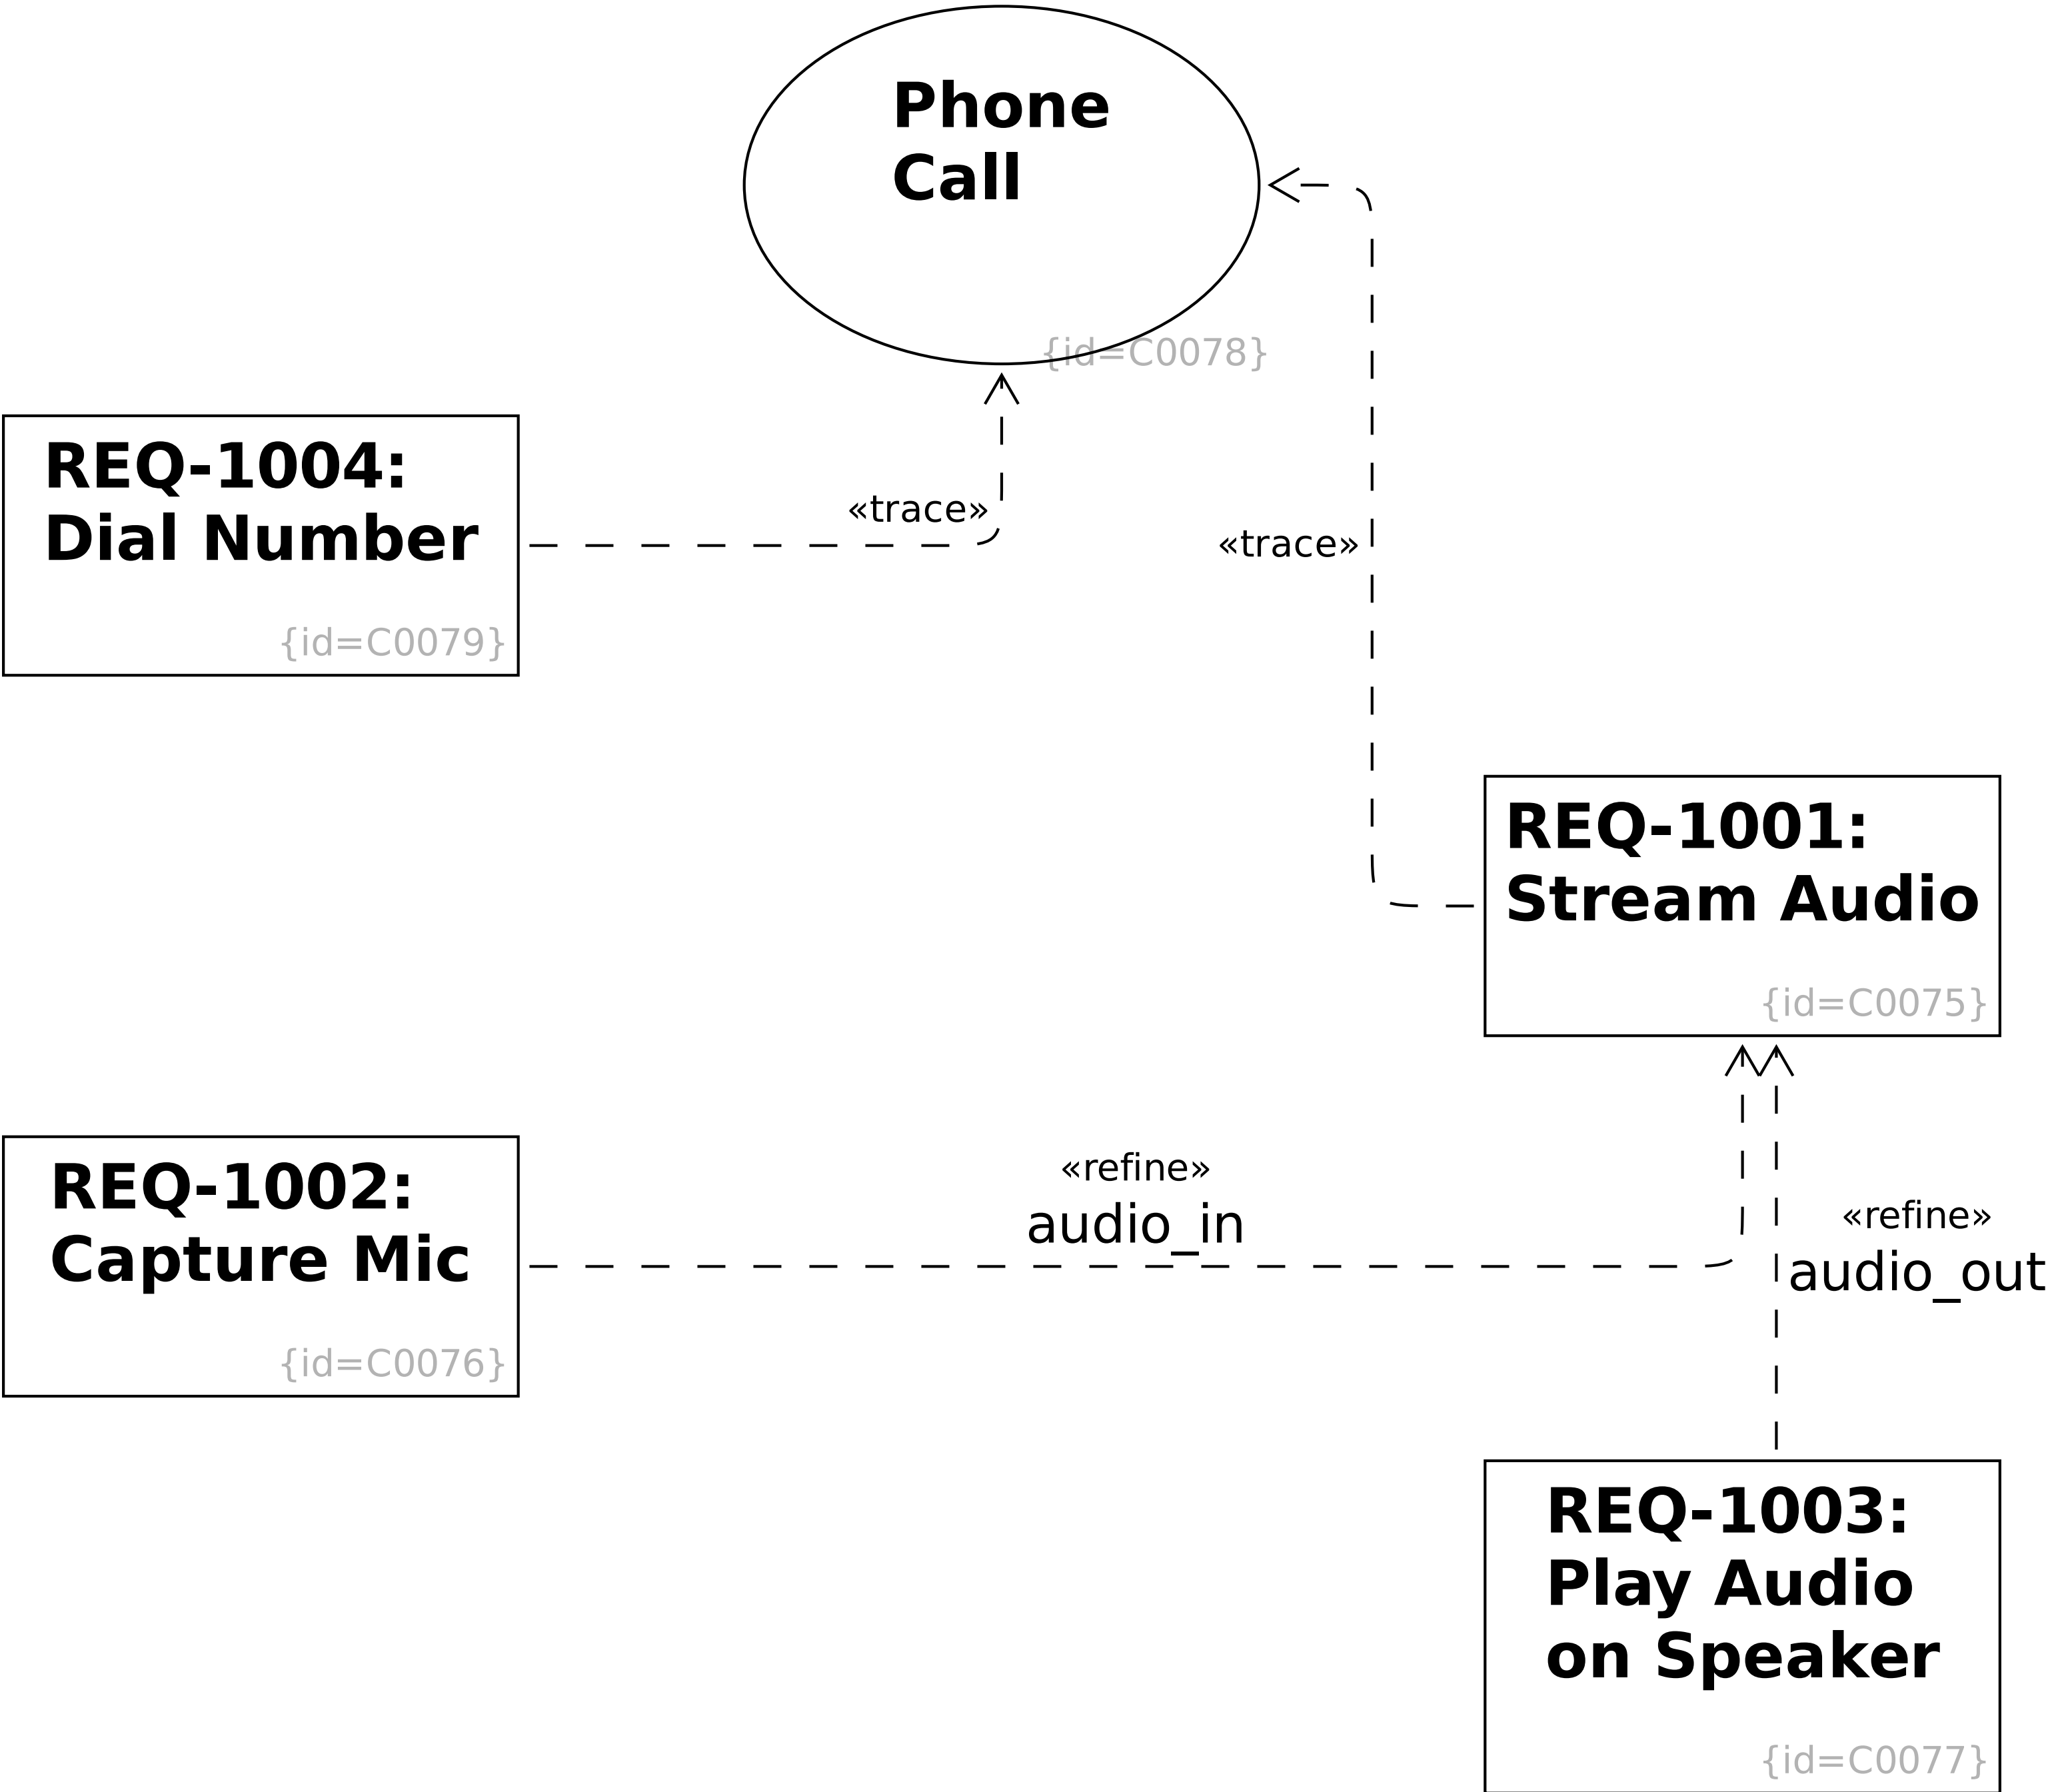 Phone
Call
{id=C0078}
REQ-1004:
Dial Number
{id=C0079}
«trace»
«trace»
REQ-1001:
Stream Audio
{id=C0075}
REQ-1002:
Capture Mic
{id=C0076}
«refine»
audio_in
«refine»
audio_out
REQ-1003:
Play Audio
on Speaker
{id=C0077}